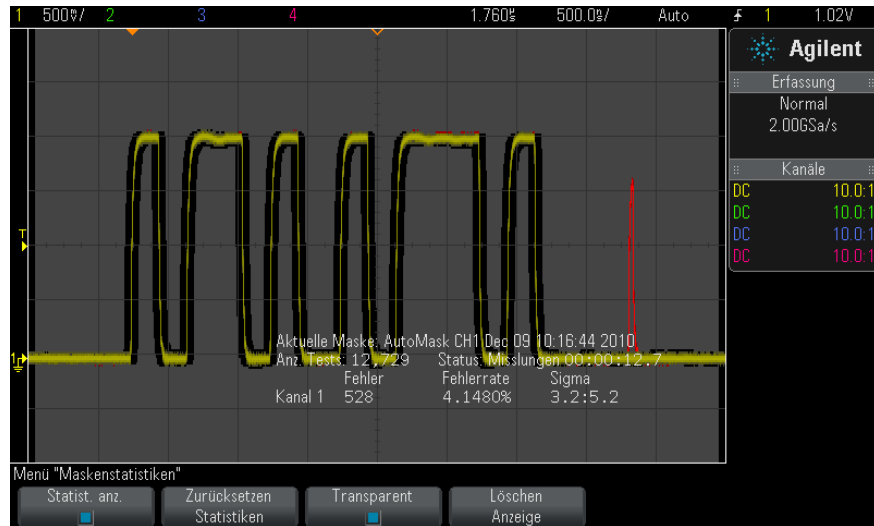 1 500⅌/ 2 3 4 1.760⅌ 500.0⅌/ Auto 1 1.02V
Agilent
Erfassung
Normal
2.00GSa/s
Kanäle
DC 10.0:1
DC 10.0:1
DC 10.0:1
DC 10.0:1
T
1
Aktuelle Maske: AutoMask CH1 Dec 09 10:16:44 2010
Anz. Tests: 12,729 Status: Misslungen 00:00:12.7
Fehler Fehlerrate Sigma
Kanal 1 528 4.1480% 3.2:5.2
Menü "Maskenstatistiken"
Statist. anz. Zurücksetzen Transparent Löschen
Statistiken Anzeige